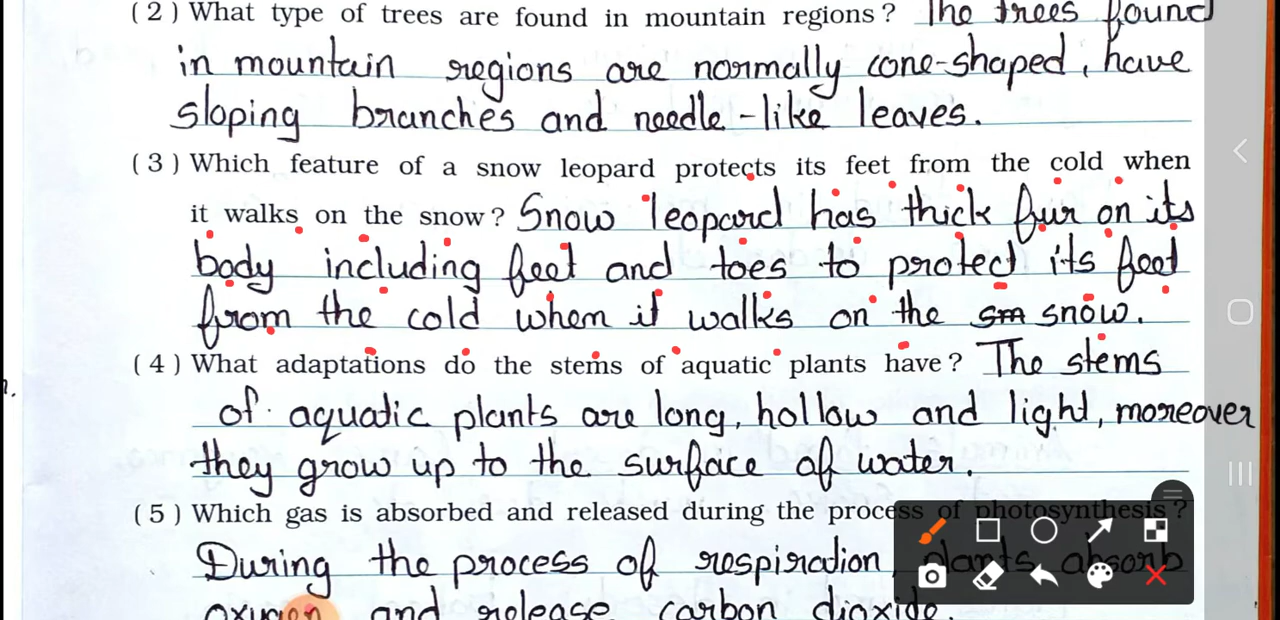 (2) What type of trees are found in mountain regions? The trees found
in mountain regions are normally cone-shaped, have
sloping branches and needle-like leaves.
(3) Which feature of a snow leopard protects its feet from the cold when
it walks on the snow? Snow leopard has thick fur on its
body including feet and toes to protect its feet
from the cold when it walks on the snow.
(4) What adaptations do the stems of aquatic plants have? The stems
of aquatic plants are long, hollow and light, moreover
they grow up to the surface of water.
(5) Which gas is absorbed and released during the process of photosynthesis?
During the process of respiration, plants absorb
oxygen and release carbon dioxide.